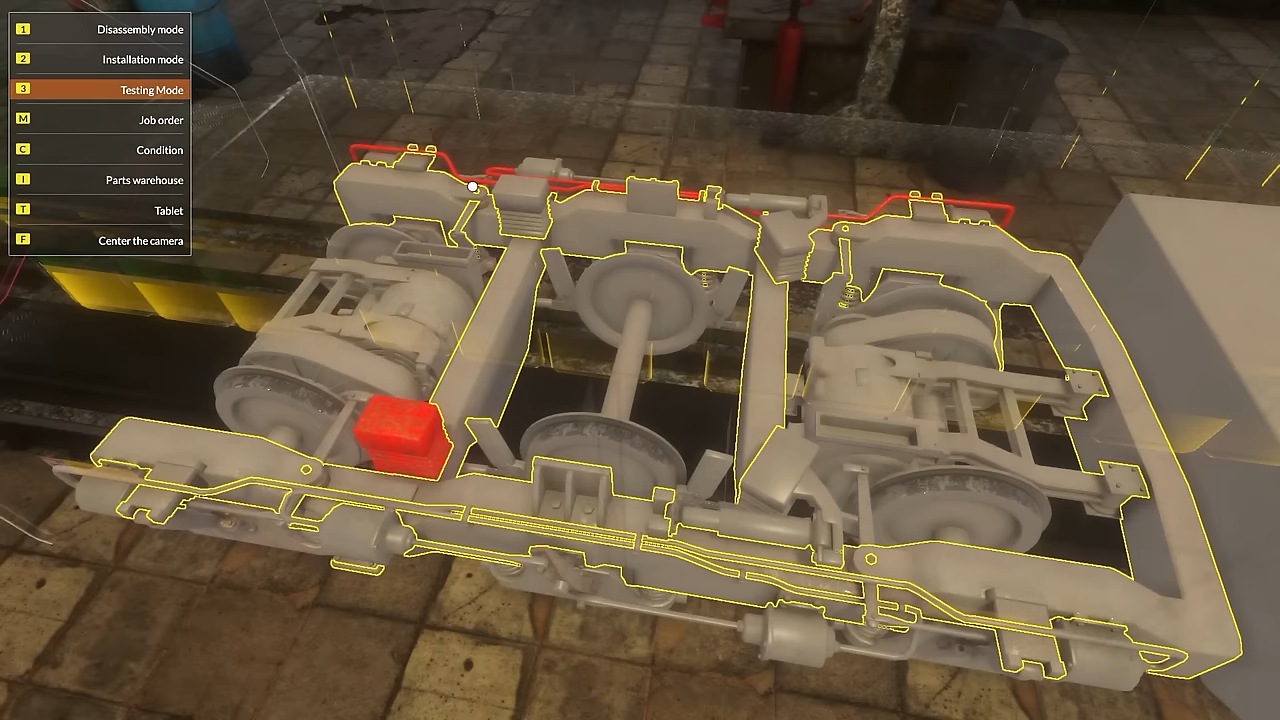 1 Disassembly mode
2 Installation mode
3 Testing Mode
M Job order
C Condition
I Parts warehouse
T Tablet
F Center the camera